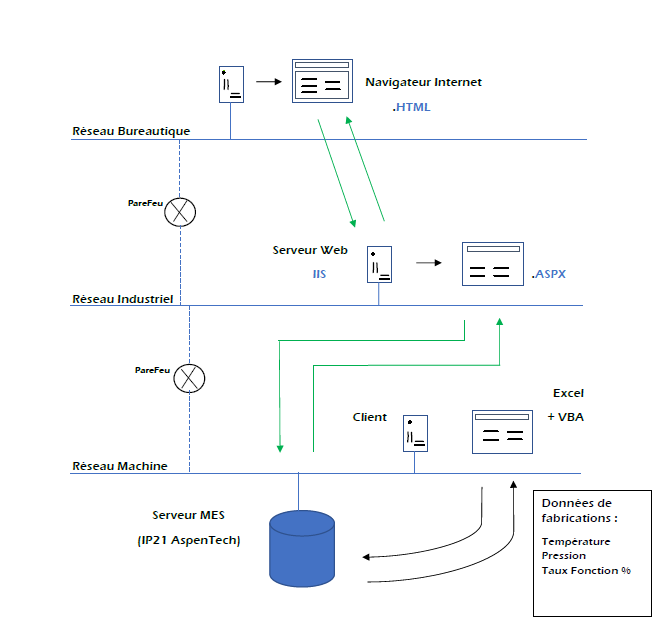 Navigateur Internet
.HTML
Réseau Bureautique
PareFeu
Serveur Web
IIS
.ASPX
Réseau Industriel
PareFeu
Excel
Client
+ VBA
Réseau Machine
Serveur MES
(IP21 AspenTech)
Données de
fabrications :
Température
Pression
Taux Fonction %